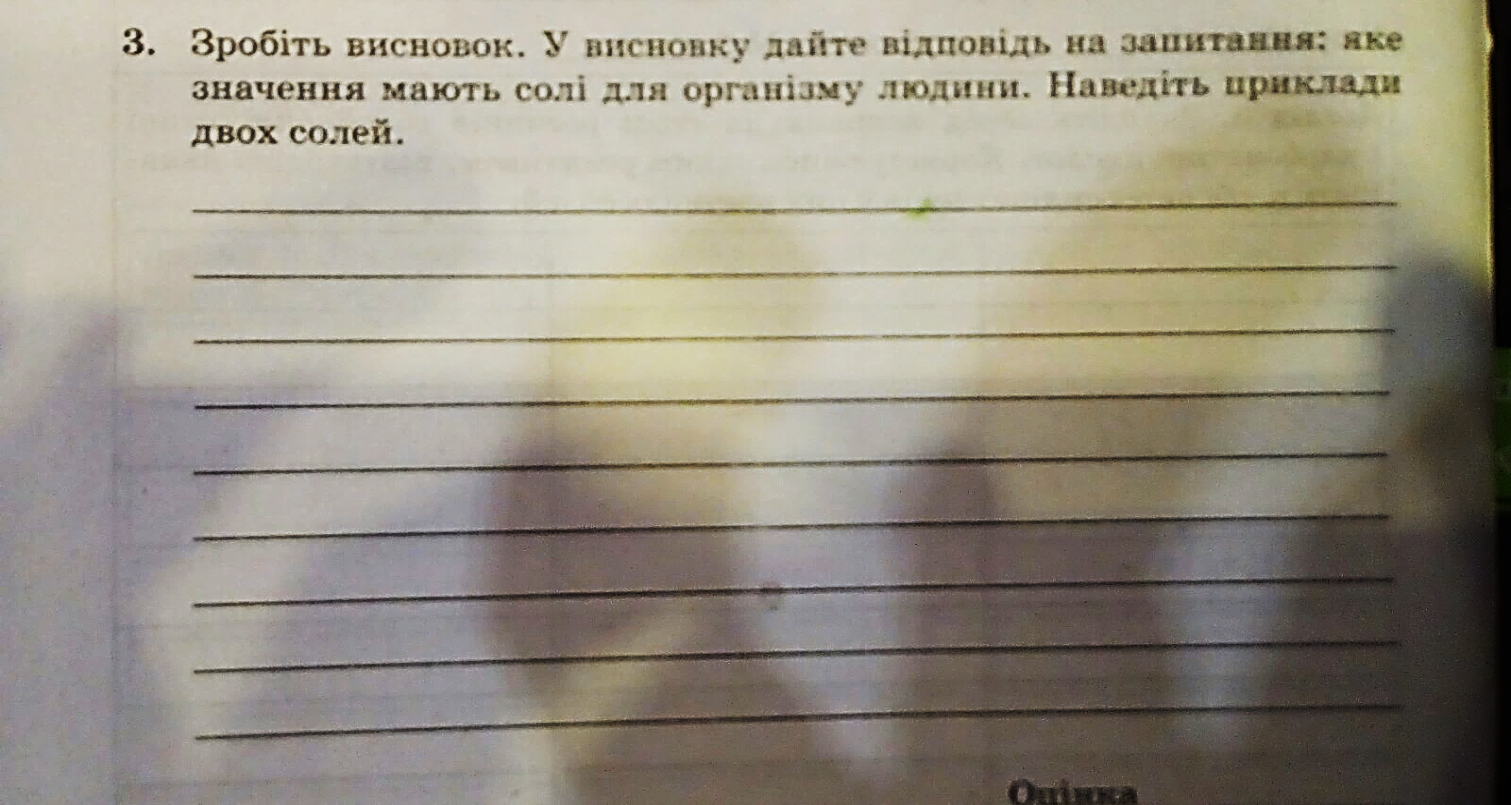 3. Зробіть висновок. У висновку дайте відповідь на запитання: яке
значення мають солі для організму людини. Наведіть приклади
двох солей.
Оцінка